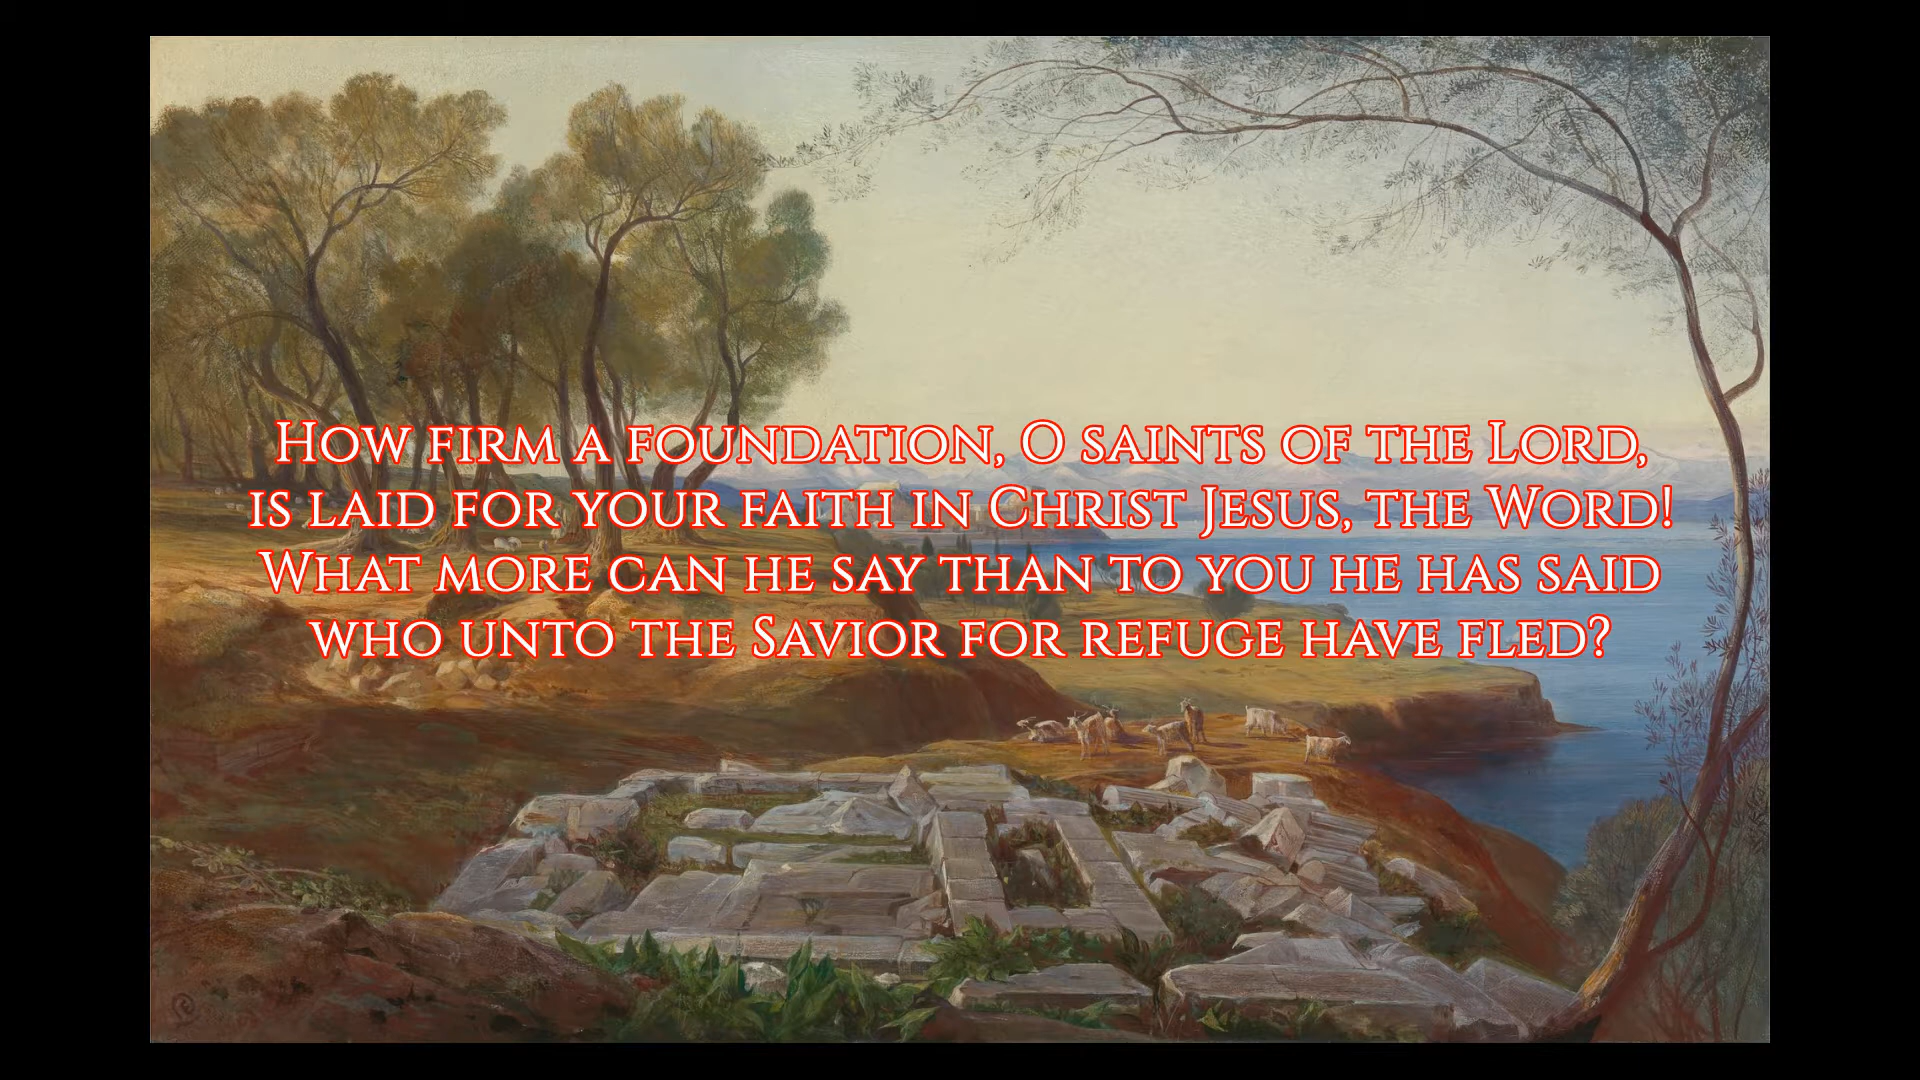 How firm a foundation, O saints of the Lord,
is laid for your faith in Christ Jesus, the Word!
What more can he say than to you he has said
who unto the Savior for refuge have fled?